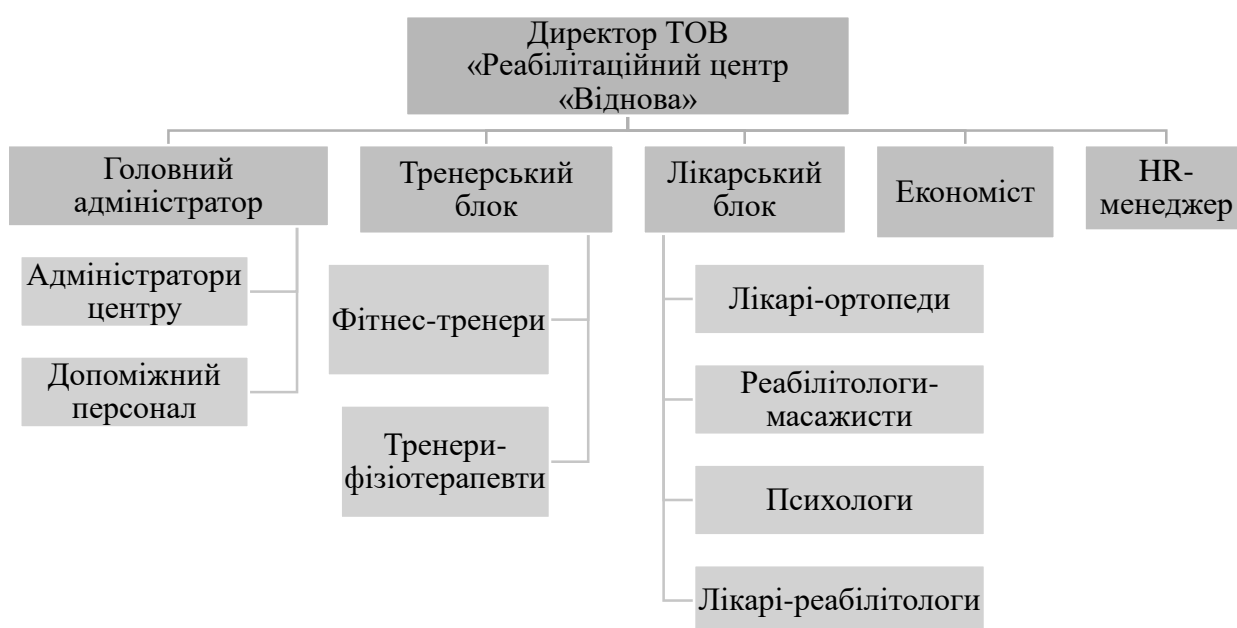 Директор ТОВ
«Реабілітаційний центр
«Віднова»
Головний
адміністратор
Тренерський
блок
Лікарський
блок
Економіст
HR-
менеджер
Адміністратори
центру
Допоміжний
персонал
Фітнес-тренери
Тренери-
фізіотерапевти
Лікарі-ортопеди
Реабілітологи-
масажисти
Психологи
Лікарі-реабілітологи